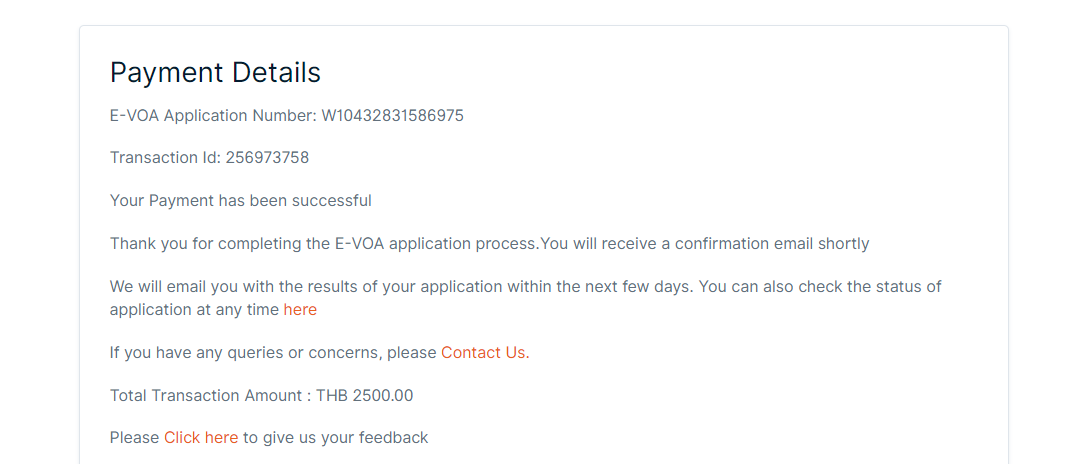 Payment Details
E-VOA Application Number: W10432831586975
Transaction Id: 256973758
Your Payment has been successful
Thank you for completing the E-VOA application process.You will receive a confirmation email shortly
We will email you with the results of your application within the next few days. You can also check the status of
application at any time here
If you have any queries or concerns, please Contact Us.
Total Transaction Amount : THB 2500.00
Please Click here to give us your feedback